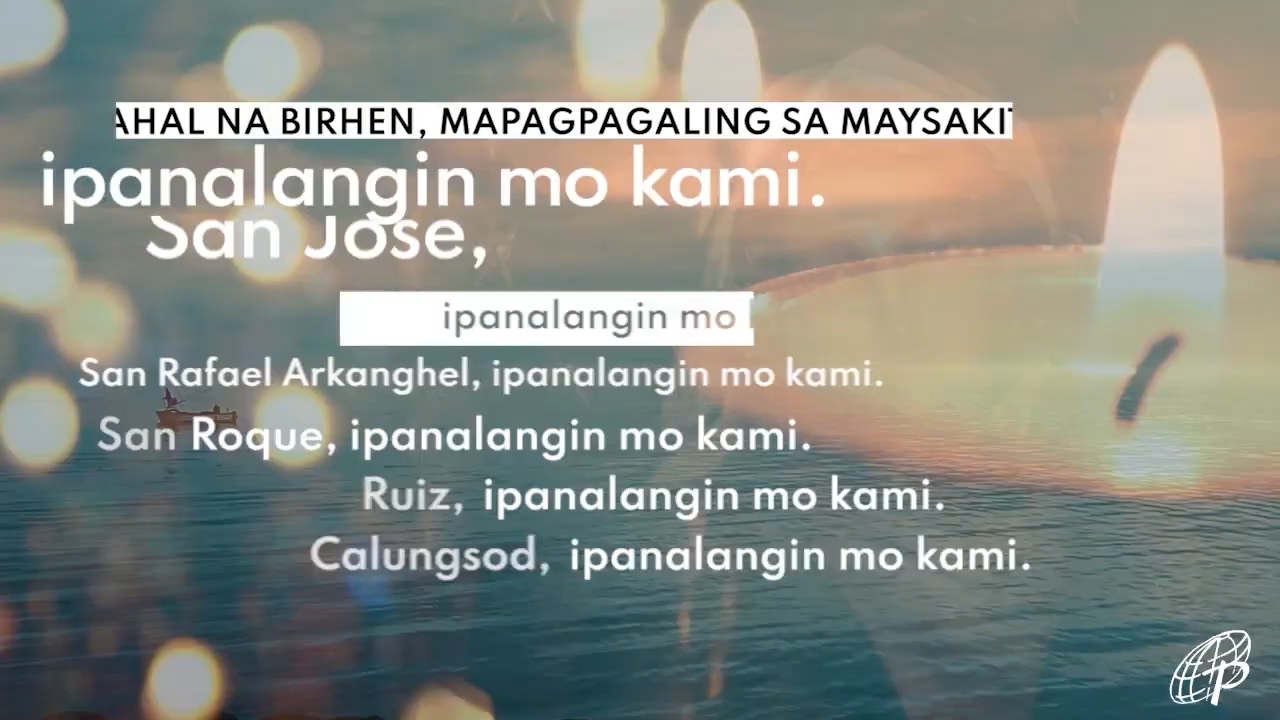 AHAL NA BIRHEN, MAPAGPAGALING SA MAYSAKI
ipanalangin mo kami.
San Jose,
ipanalangin mo
San Rafael Arkanghel, ipanalangin mo kami.
San Roque, ipanalangin mo kami.
Ruiz, ipanalangin mo kami.
Calungsod, ipanalangin mo kami.